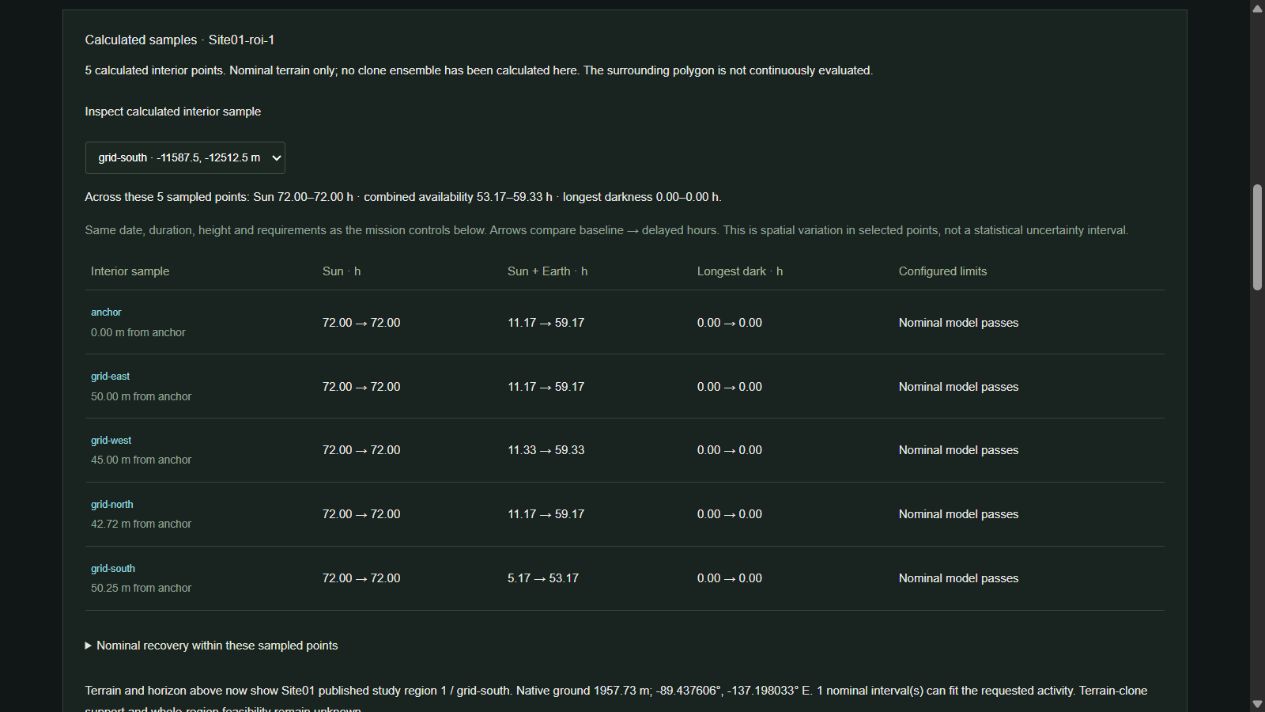 Calculated samples · Site01-roi-1
5 calculated interior points. Nominal terrain only; no clone ensemble has been calculated here. The surrounding polygon is not continuously evaluated.
Inspect calculated interior sample
grid-south · -11587.5, -12512.5 m
Across these 5 sampled points: Sun 72.00–72.00 h · combined availability 53.17–59.33 h · longest darkness 0.00–0.00 h.
Same date, duration, height and requirements as the mission controls below. Arrows compare baseline → delayed hours. This is spatial variation in selected points, not a statistical uncertainty interval.
Interior sample Sun · h Sun + Earth · h Longest dark · h Configured limits
anchor
0.00 m from anchor 72.00 → 72.00 11.17 → 59.17 0.00 → 0.00 Nominal model passes
grid-east
50.00 m from anchor 72.00 → 72.00 11.17 → 59.17 0.00 → 0.00 Nominal model passes
grid-west
45.00 m from anchor 72.00 → 72.00 11.33 → 59.33 0.00 → 0.00 Nominal model passes
grid-north
42.72 m from anchor 72.00 → 72.00 11.17 → 59.17 0.00 → 0.00 Nominal model passes
grid-south
50.25 m from anchor 72.00 → 72.00 5.17 → 53.17 0.00 → 0.00 Nominal model passes
▶ Nominal recovery within these sampled points
Terrain and horizon above now show Site01 published study region 1 / grid-south. Native ground 1957.73 m; -89.437606°, -137.198033° E. 1 nominal interval(s) can fit the requested activity. Terrain-clone
support and whole-region feasibility remain unknown.